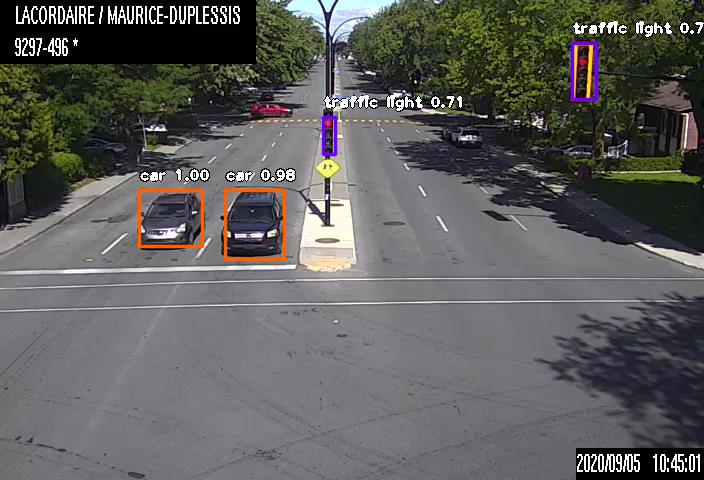 LACORDAIRE / MAURICE-DUPLESSIS
9297-496 *
traffic light 0.7
traffic light 0.71
car 1.00
car 0.98
2020/09/05 10:45:01